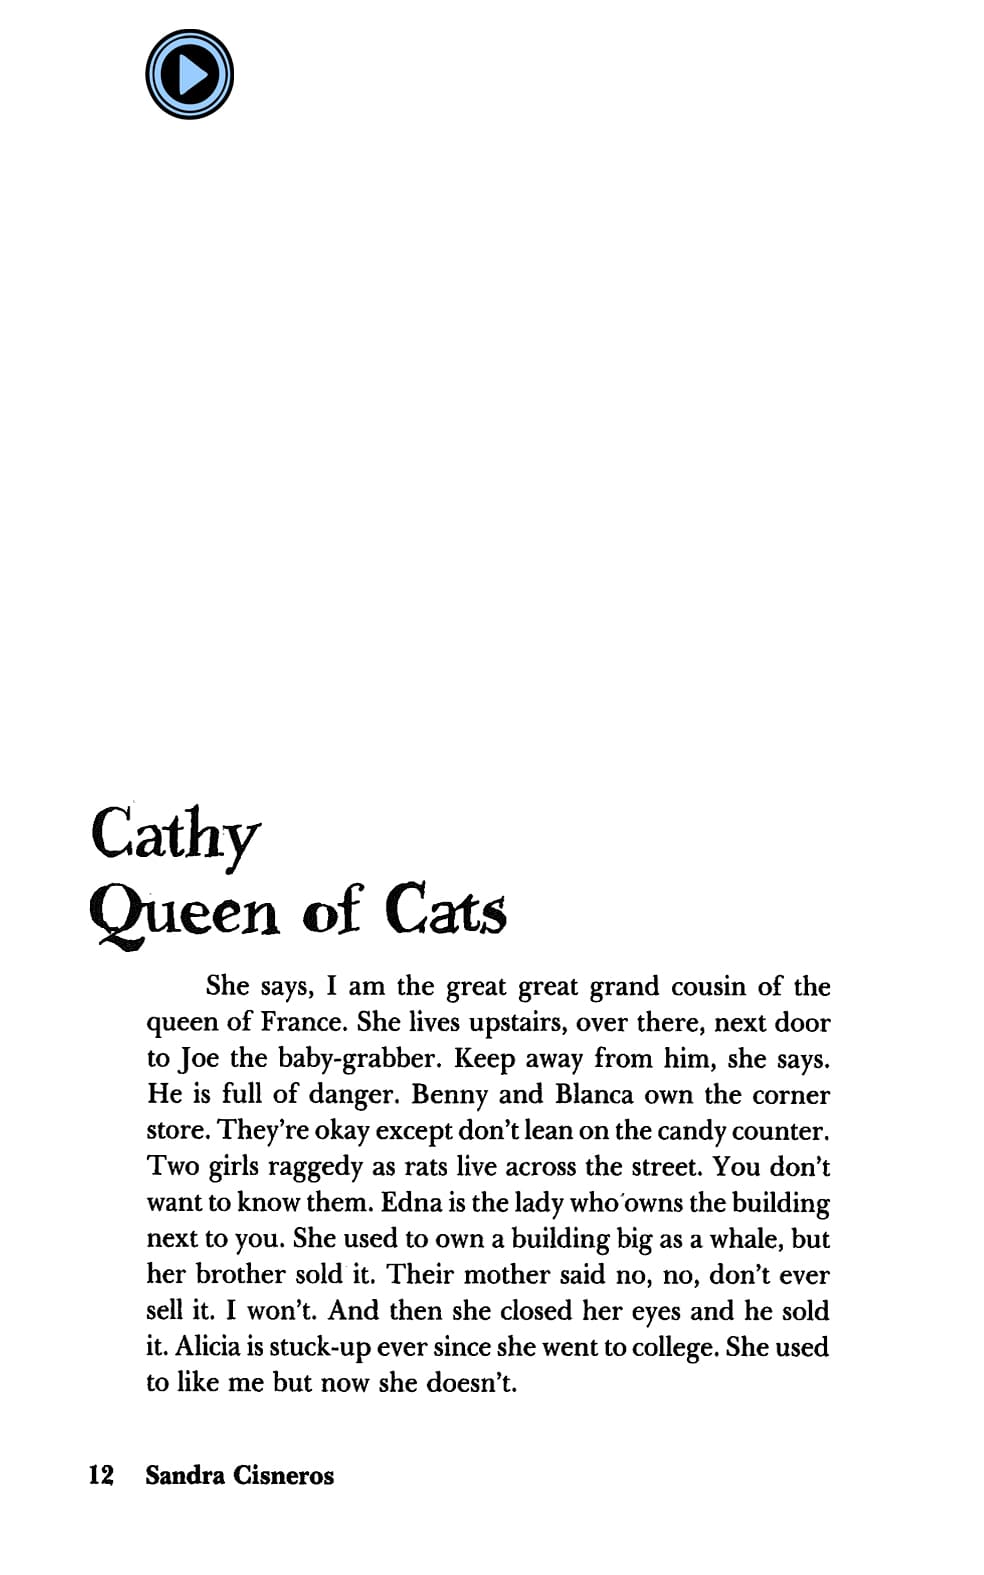 Cathy
Queen of Cats
She says, I am the great great grand cousin of the
queen of France. She lives upstairs, over there, next door
to Joe the baby-grabber. Keep away from him, she says.
He is full of danger. Benny and Blanca own the corner
store. They're okay except don't lean on the candy counter.
Two girls raggedy as rats live across the street. You don't
want to know them. Edna is the lady who owns the building
next to you. She used to own a building big as a whale, but
her brother sold it. Their mother said no, no, don't ever
sell it. I won't. And then she closed her eyes and he sold
it. Alicia is stuck-up ever since she went to college. She used
to like me but now she doesn't.
12 Sandra Cisneros